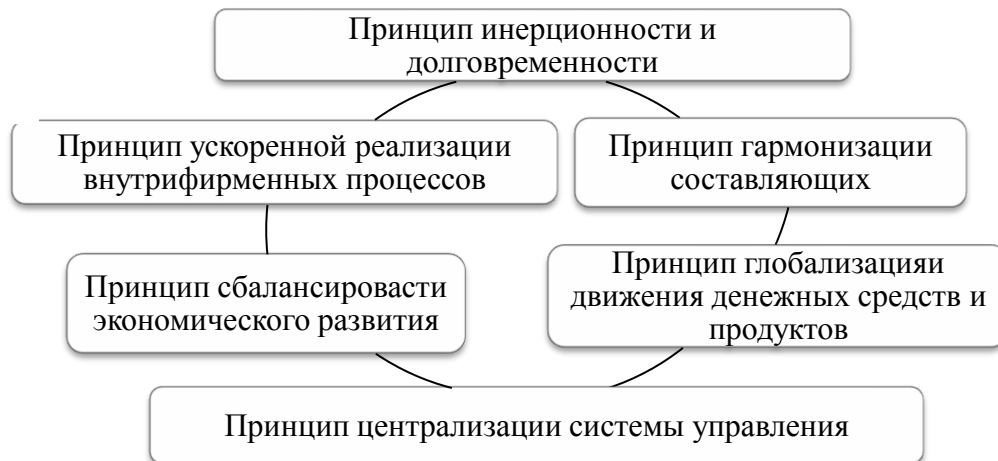 Принцип инерционности и
долговременности
Принцип ускоренной реализации
внутрифирменных процессов
Принцип гармонизации
составляющих
Принцип сбалансировасти
экономического развития
Принцип глобализацияи
движения денежных средств и
продуктов
Принцип централизации системы управления